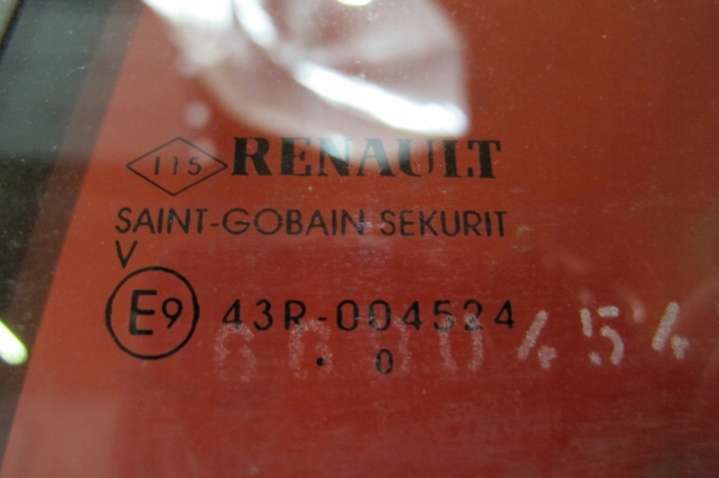 115 RENAULT
SAINT-GOBAIN SEKURIT
V
E9 43R-004524
. 0